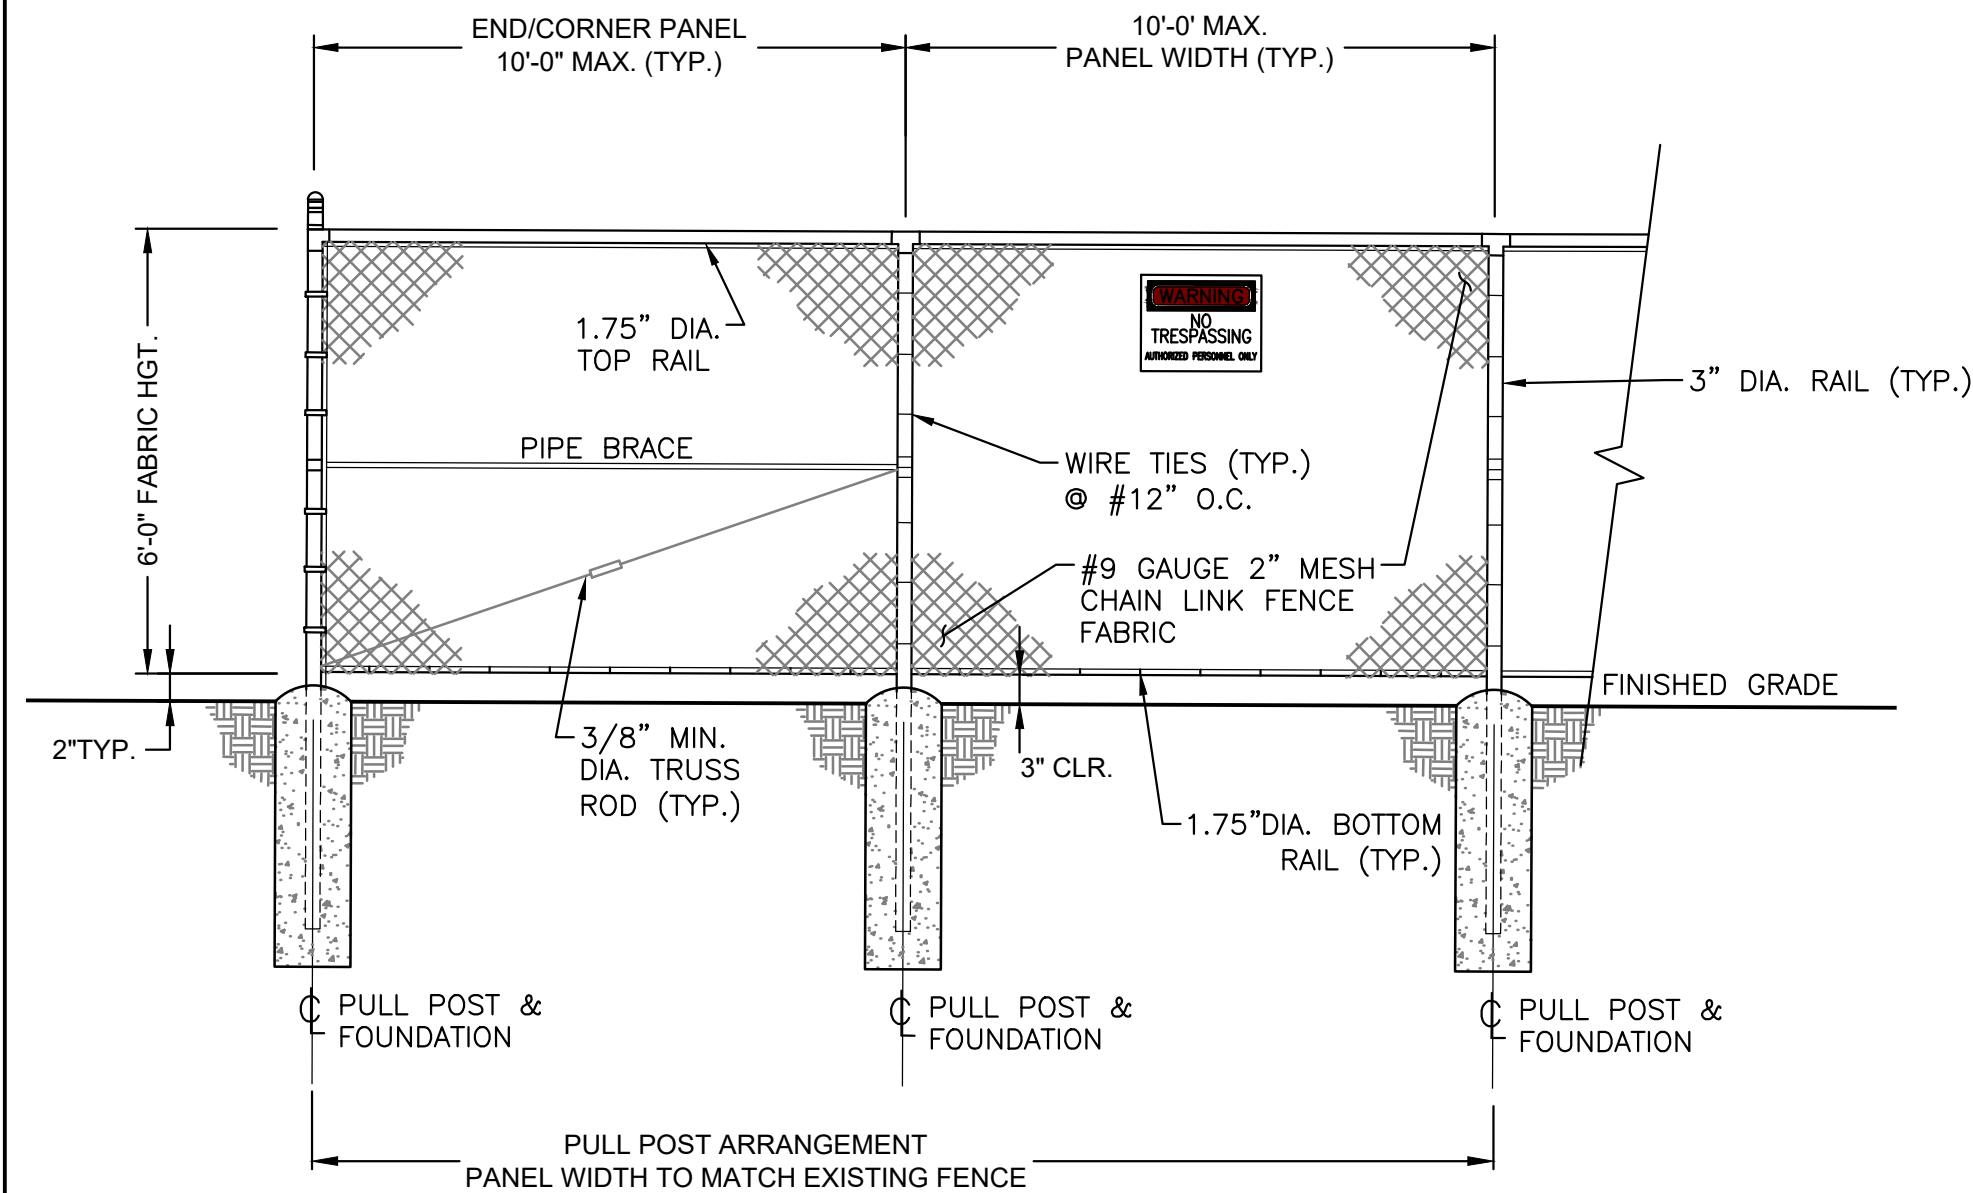 END/CORNER PANEL
10'-0" MAX. (TYP.)
10'-0' MAX.
PANEL WIDTH (TYP.)
6'-0" FABRIC HGT.
1.75” DIA.
TOP RAIL
WARNING
NO
TRESPASSING
AUTHORIZED PERSONNEL ONLY
3” DIA. RAIL (TYP.)
PIPE BRACE
WIRE TIES (TYP.)
@ #12” O.C.
#9 GAUGE 2” MESH
CHAIN LINK FENCE
FABRIC
FINISHED GRADE
2"TYP.
3/8” MIN.
DIA. TRUSS
ROD (TYP.)
3" CLR.
1.75”DIA. BOTTOM
RAIL (TYP.)
℄ PULL POST &
FOUNDATION
℄ PULL POST &
FOUNDATION
℄ PULL POST &
FOUNDATION
PULL POST ARRANGEMENT
PANEL WIDTH TO MATCH EXISTING FENCE